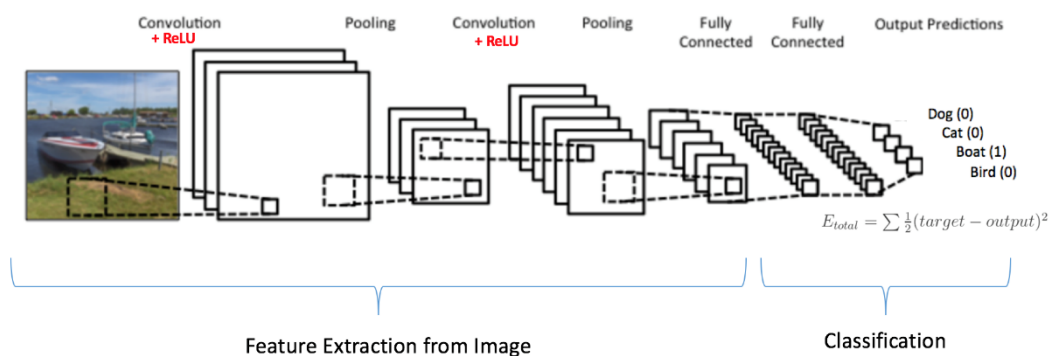 Convolution
+ ReLU
Pooling
Convolution
+ ReLU
Pooling
Fully
Connected
Fully
Connected
Output Predictions
Dog (0)
Cat (0)
Boat (1)
Bird (0)
E_total = ∑ ½(target − output)²
Feature Extraction from Image
Classification